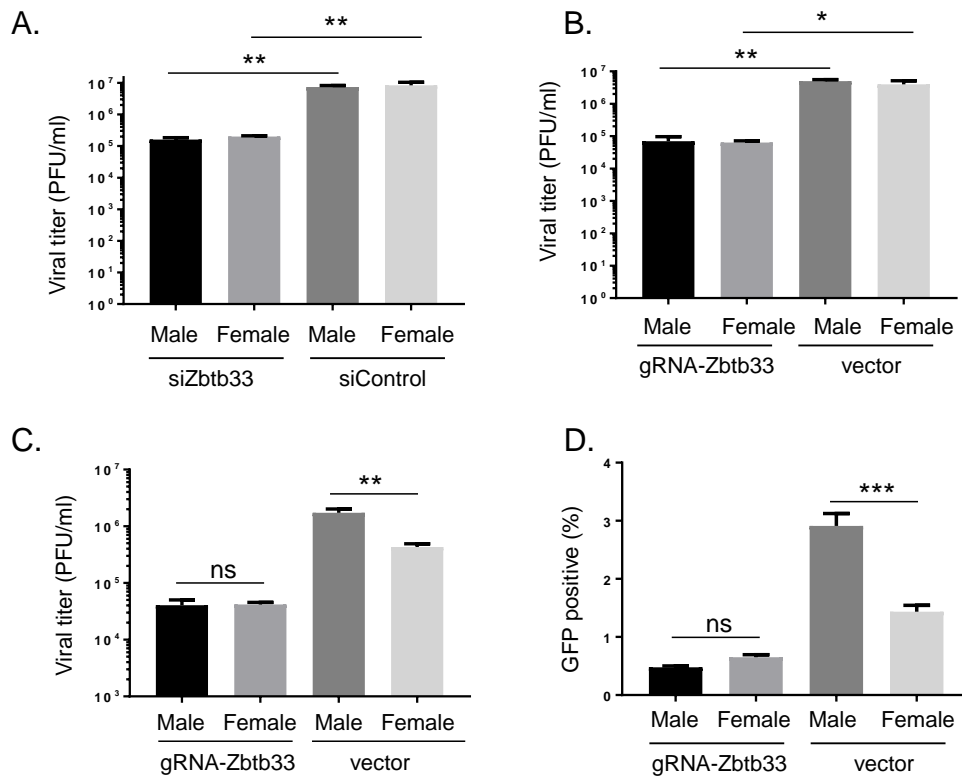 A.
**
**
Viral titer (PFU/ml)
10⁷
10⁶
10⁵
10⁴
10³
10²
10¹
10⁰
Male Female Male Female
siZbtb33 siControl
B.
*
**
Viral titer (PFU/ml)
10⁷
10⁶
10⁵
10⁴
10³
10²
10¹
10⁰
Male Female Male Female
gRNA-Zbtb33 vector
C.
**
ns
Viral titer (PFU/ml)
10⁷
10⁶
10⁵
10⁴
10³
Male Female Male Female
gRNA-Zbtb33 vector
D.
***
ns
GFP positive (%)
4
3
2
1
0
Male Female Male Female
gRNA-Zbtb33 vector